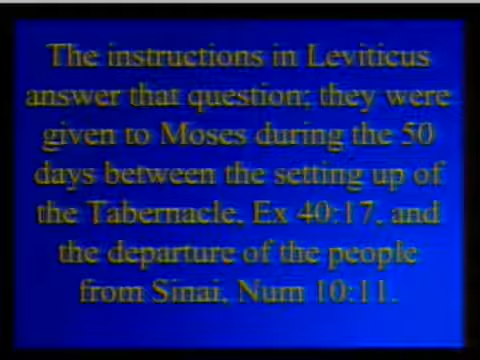 The instructions in Leviticus
answer that question; they were
given to Moses during the 50
days between the setting up of
the Tabernacle, Ex 40:17, and
the departure of the people
from Sinai, Num 10:11.